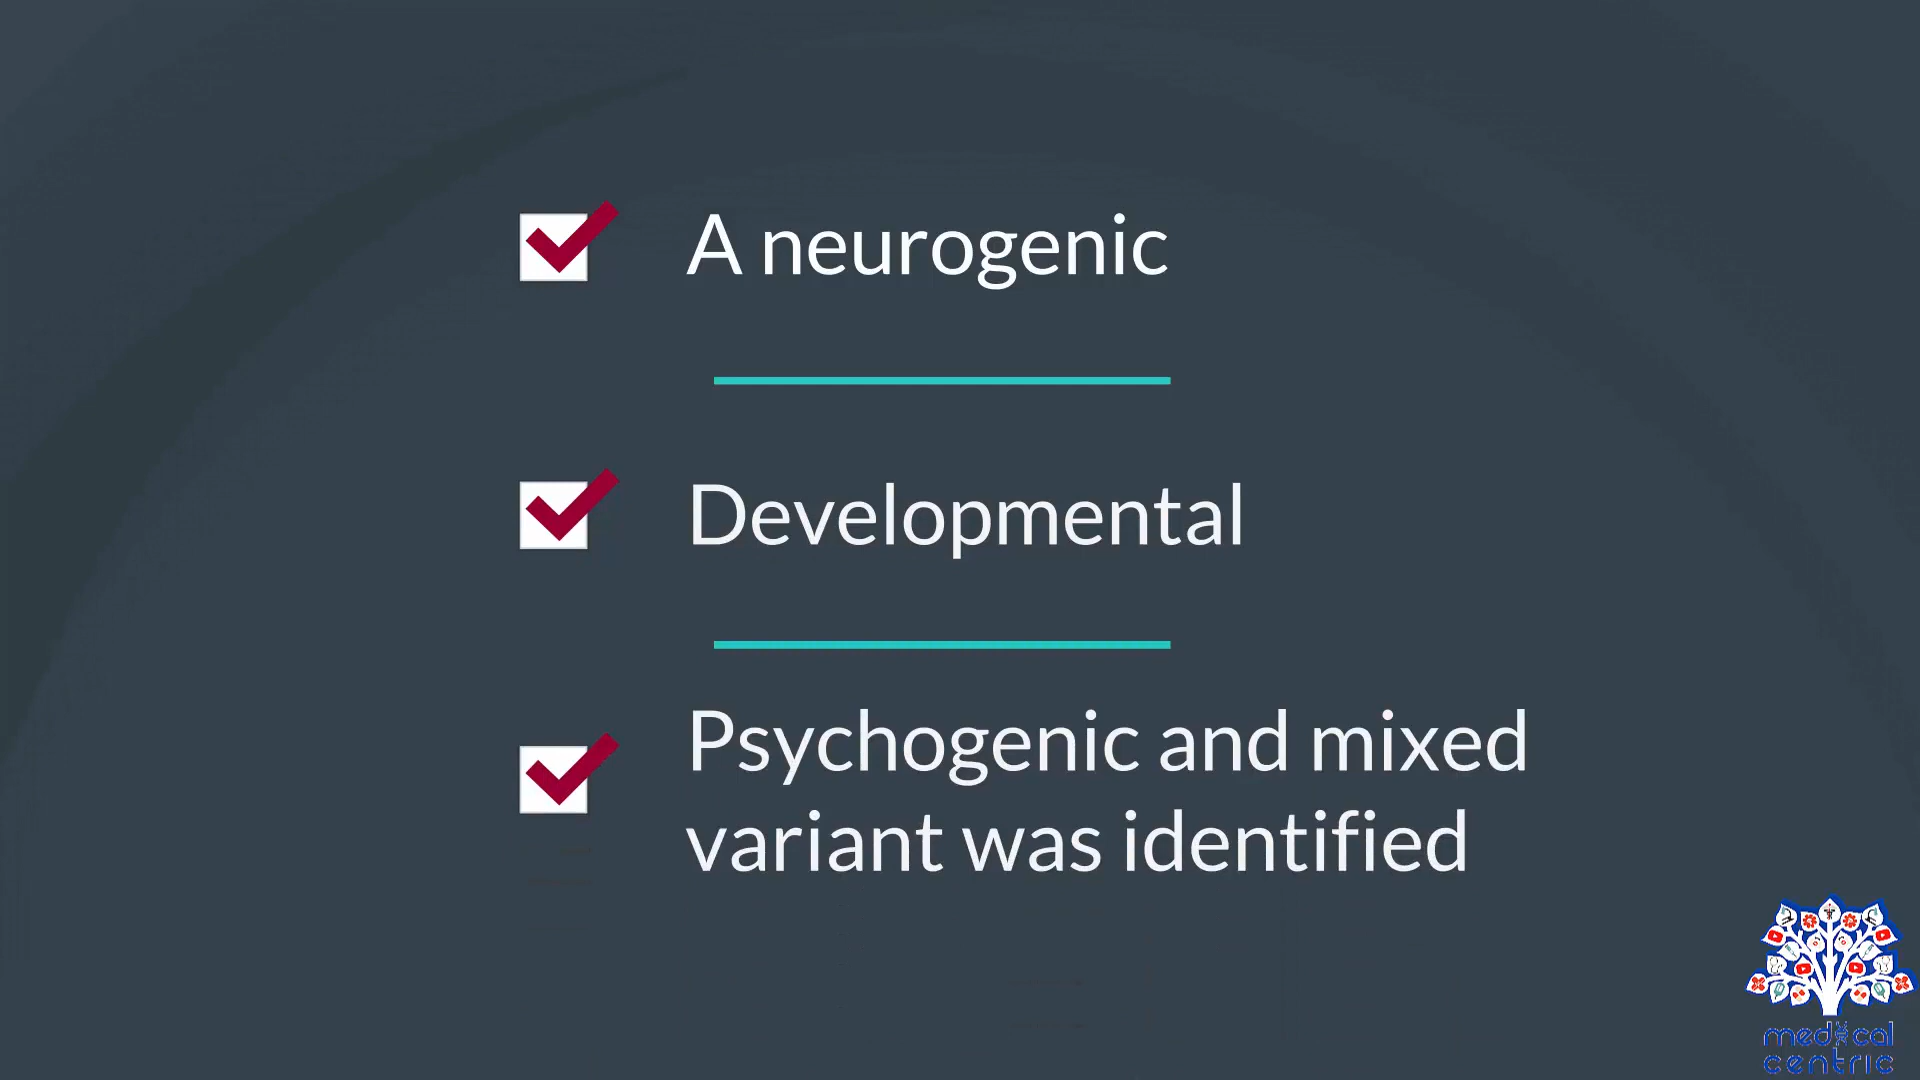 A neurogenic
Developmental
Psychogenic and mixed
variant was identified
medical
centric